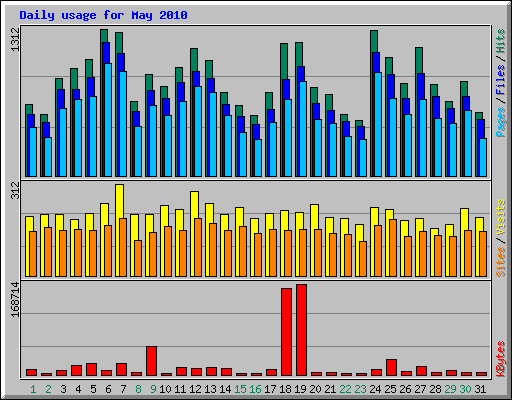 Daily usage for May 2010
1312
Pages / Files / Hits
312
Sites / Visits
168714
KBytes
1 2 3 4 5 6 7 8 9 10 11 12 13 14 15 16 17 18 19 20 21 22 23 24 25 26 27 28 29 30 31